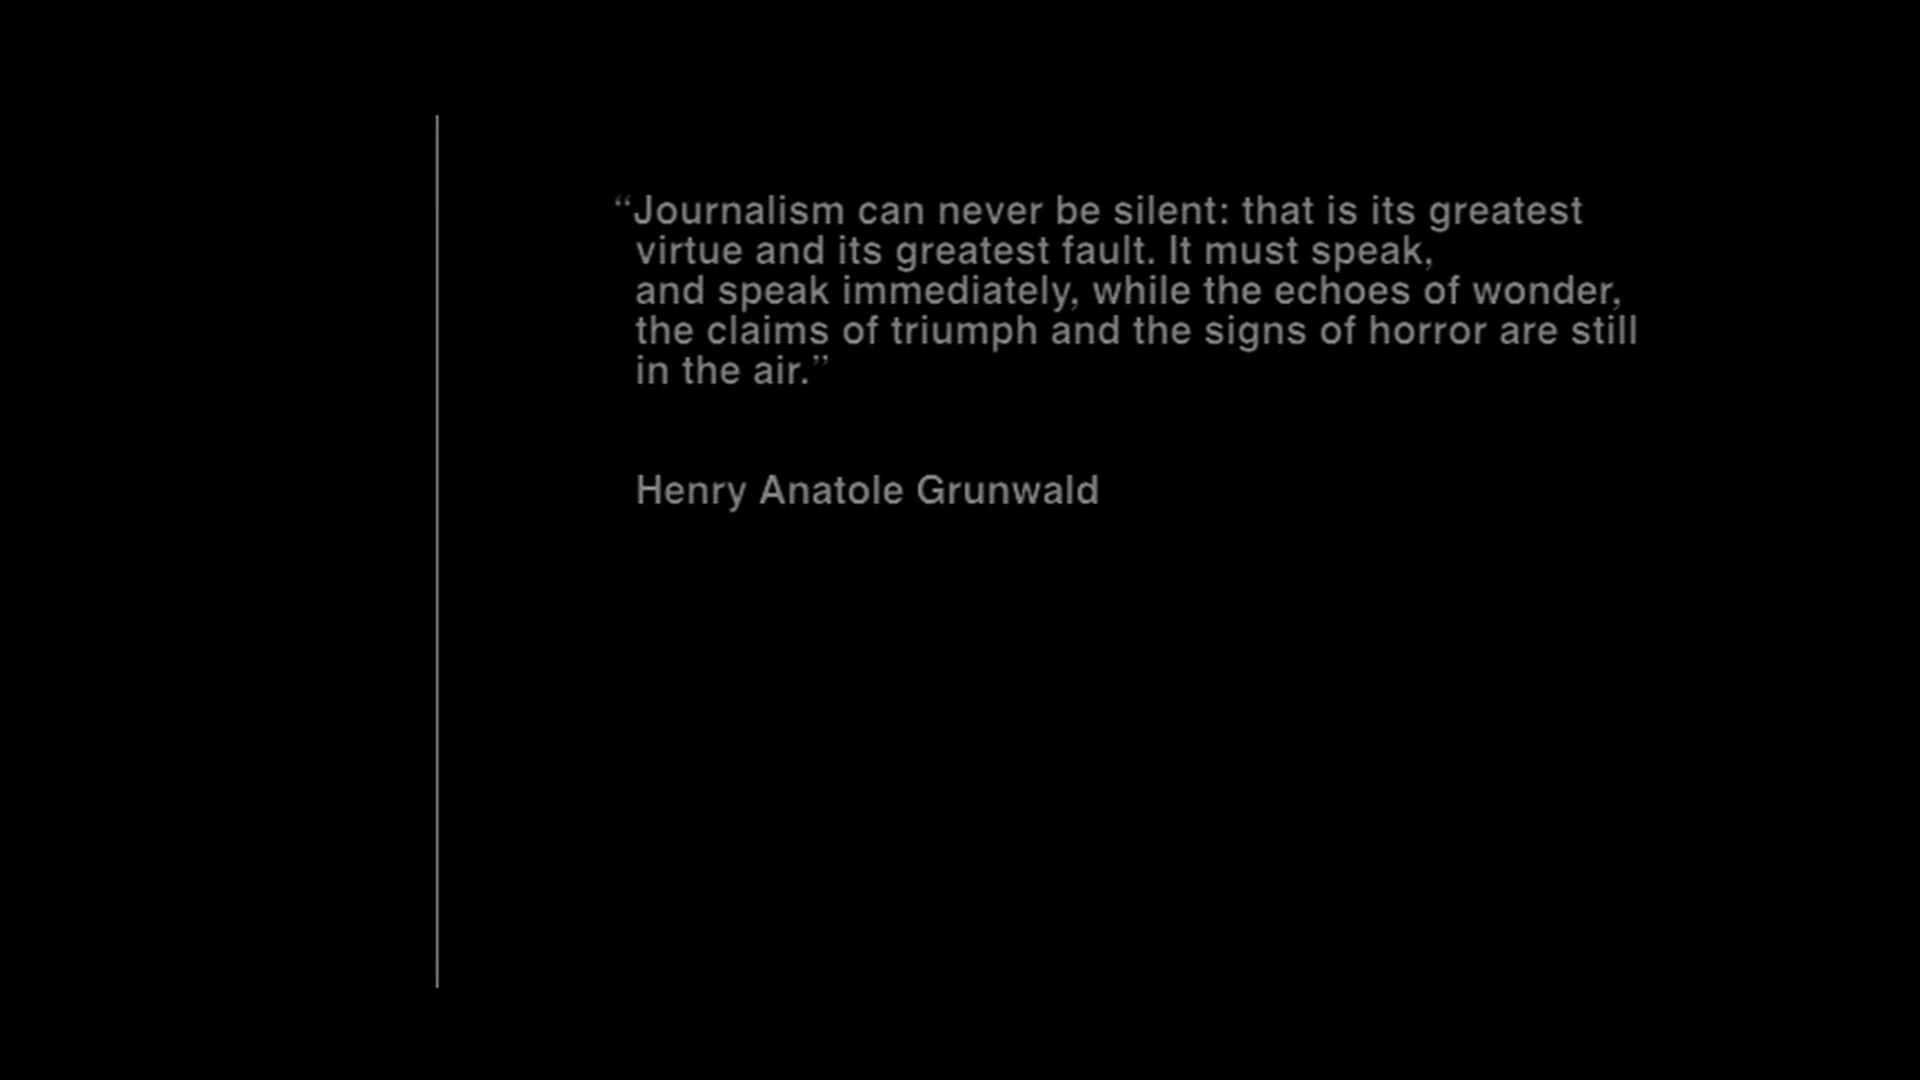 “Journalism can never be silent: that is its greatest
virtue and its greatest fault. It must speak,
and speak immediately, while the echoes of wonder,
the claims of triumph and the signs of horror are still
in the air.”
Henry Anatole Grunwald